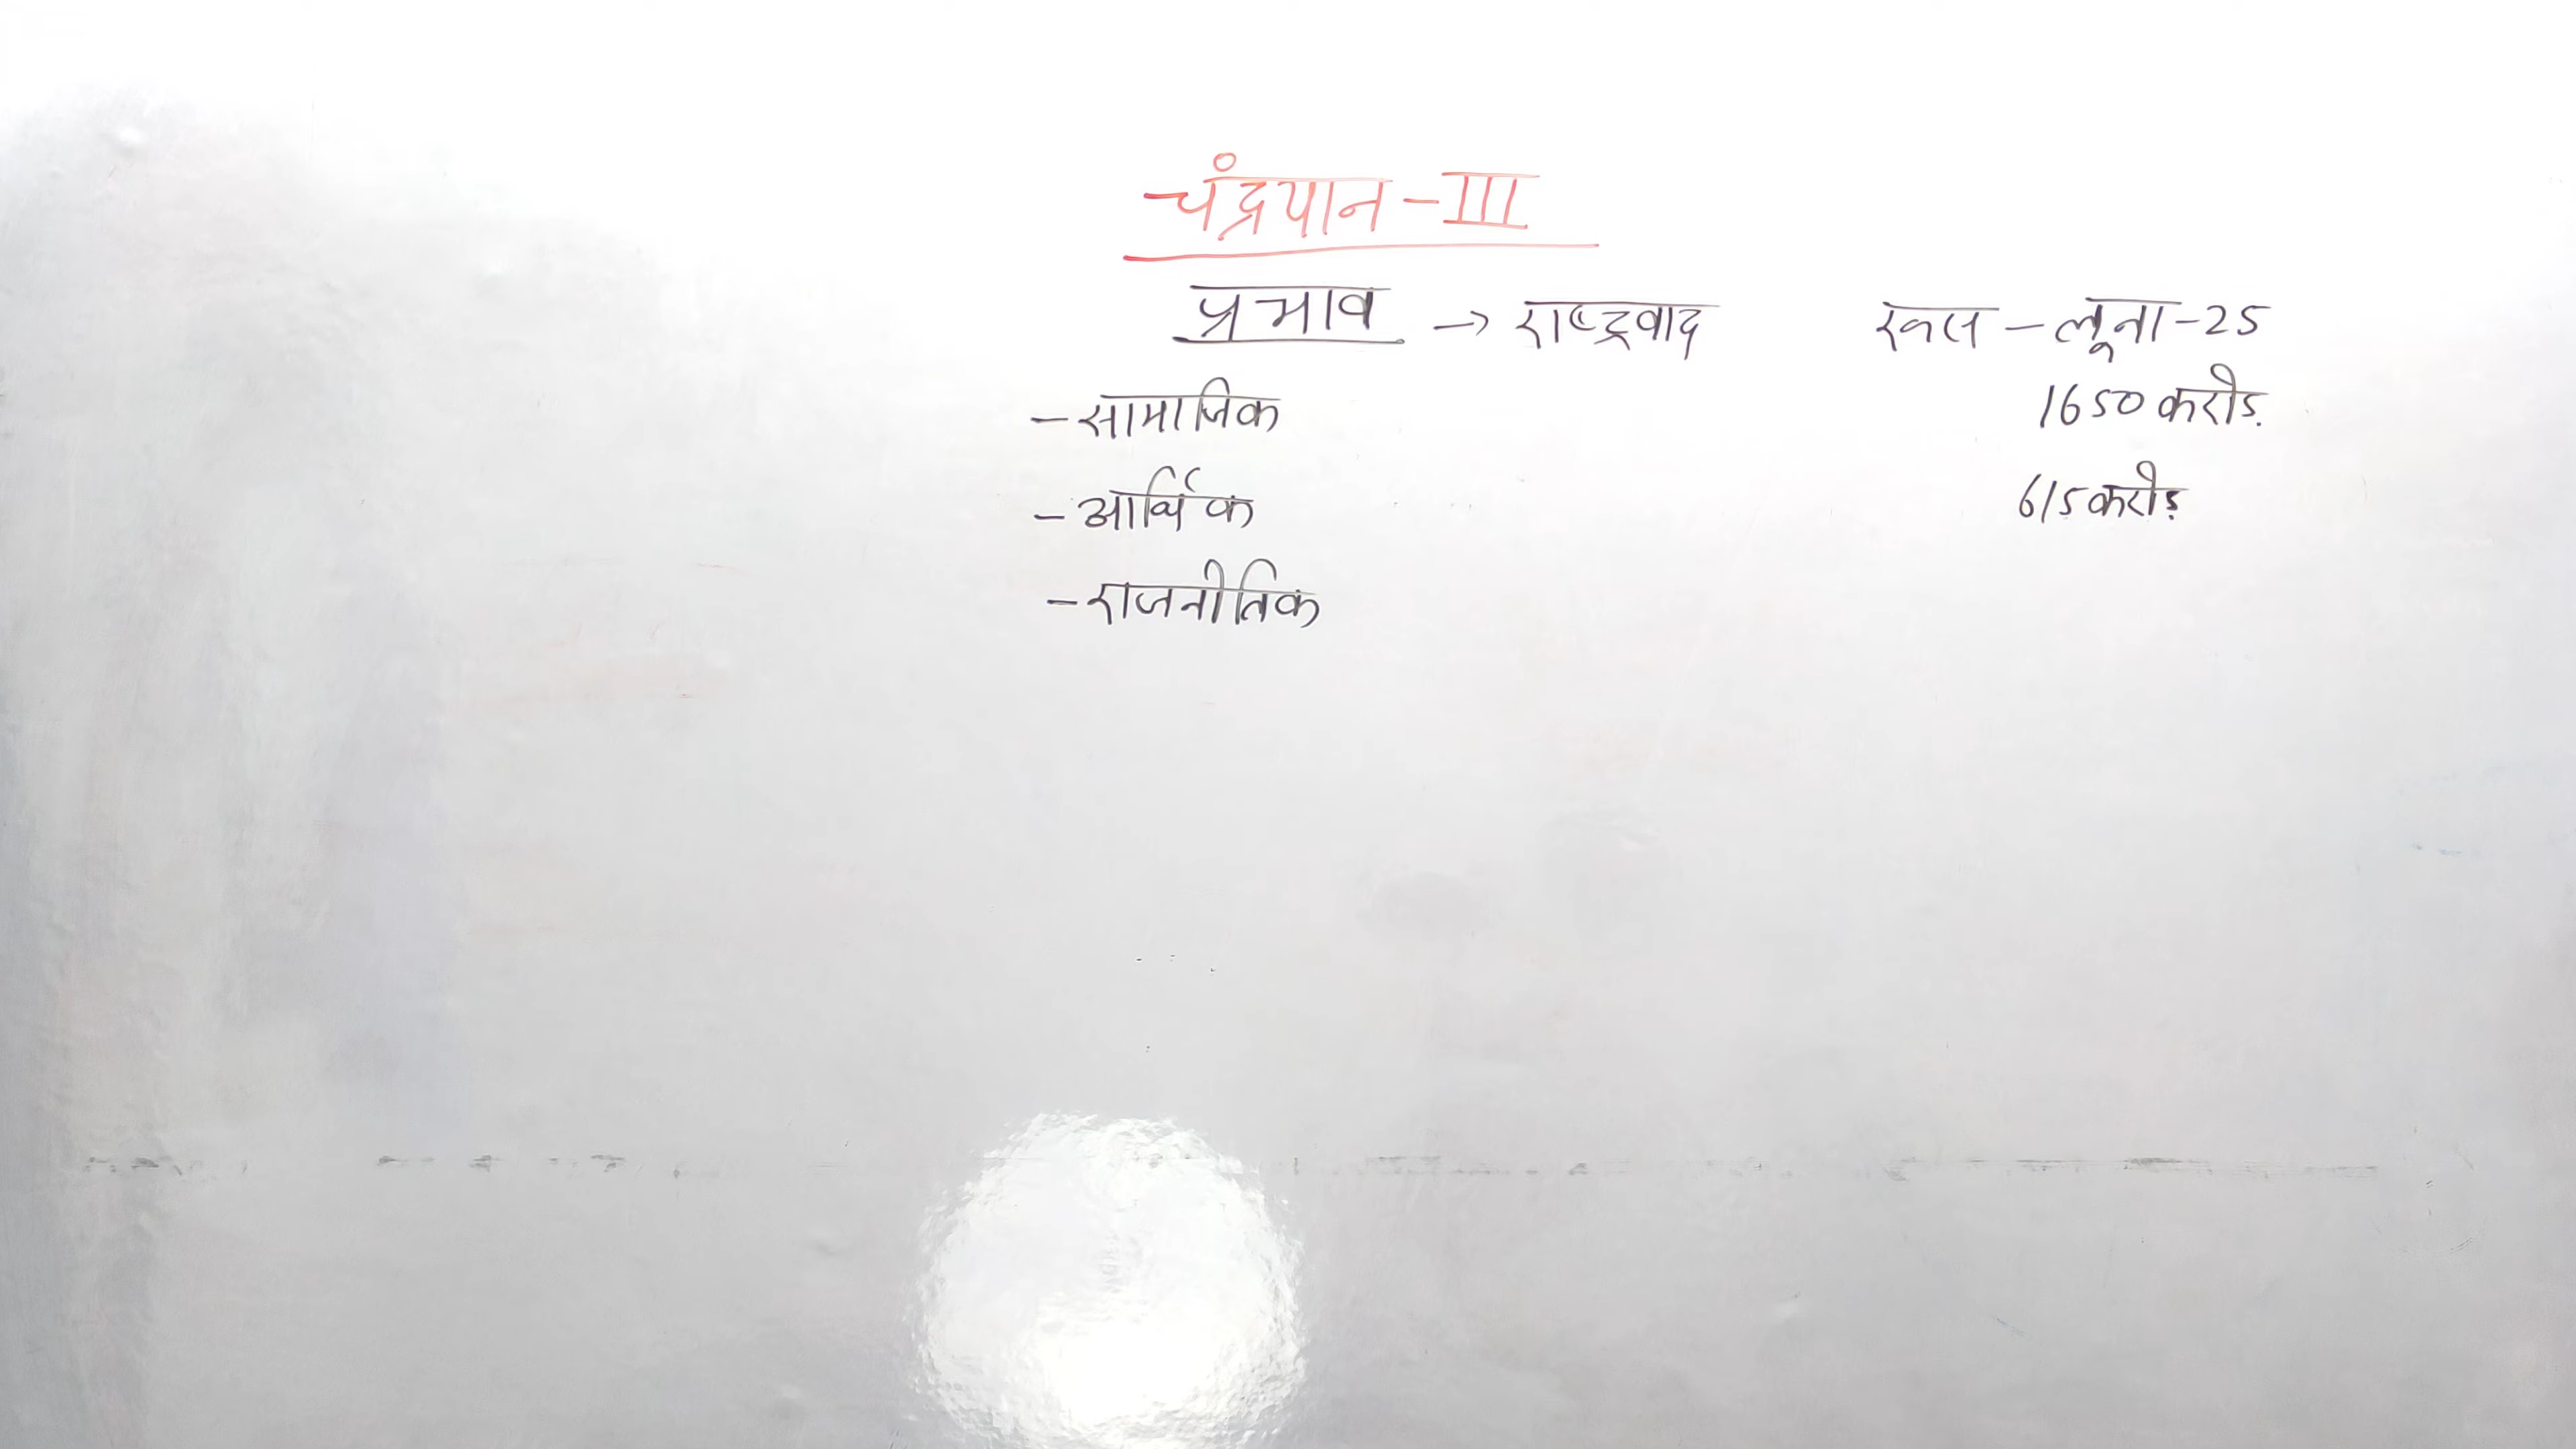 चंद्रयान - III
प्रभाव → राष्ट्रवाद
- सामाजिक
- आर्थिक
- राजनीतिक
रूस - लूना - 25
1650 करोड़
615 करोड़